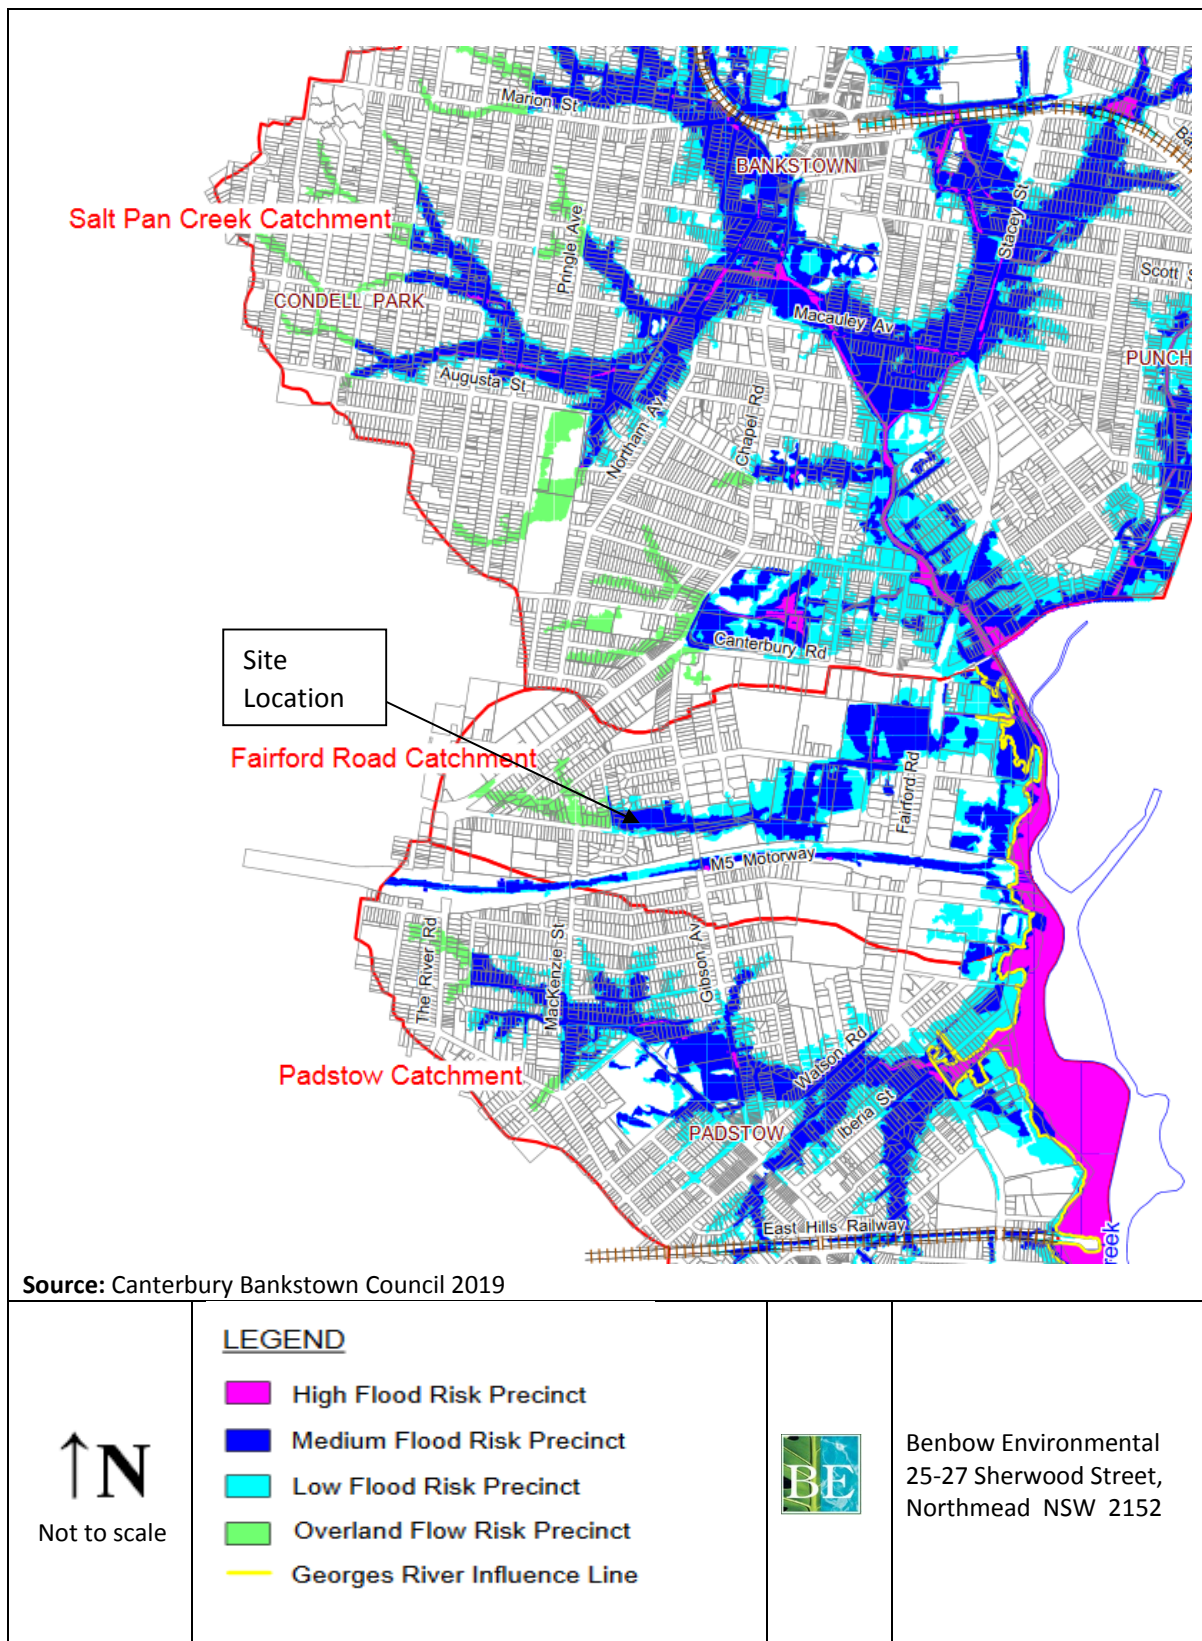 Marion St
BANKSTOWN
Ba
Salt Pan Creek Catchment
Pringle Ave
Stacey St
Scott S
CONDELL PARK
Macauley Av
PUNCH
Augusta St
Northam Av
Chapel Rd
Site
Location
Canterbury Rd
Fairford Road Catchment
Fairford Rd
M5 Motorway
The River Rd
MacKenzie St
Gibson Av
Padstow Catchment
Watson Rd
Iberia St
PADSTOW
East Hills Railway
reek
Source: Canterbury Bankstown Council 2019
↑N
Not to scale
LEGEND
High Flood Risk Precinct
Medium Flood Risk Precinct
Low Flood Risk Precinct
Overland Flow Risk Precinct
Georges River Influence Line
BE
Benbow Environmental
25-27 Sherwood Street,
Northmead NSW 2152